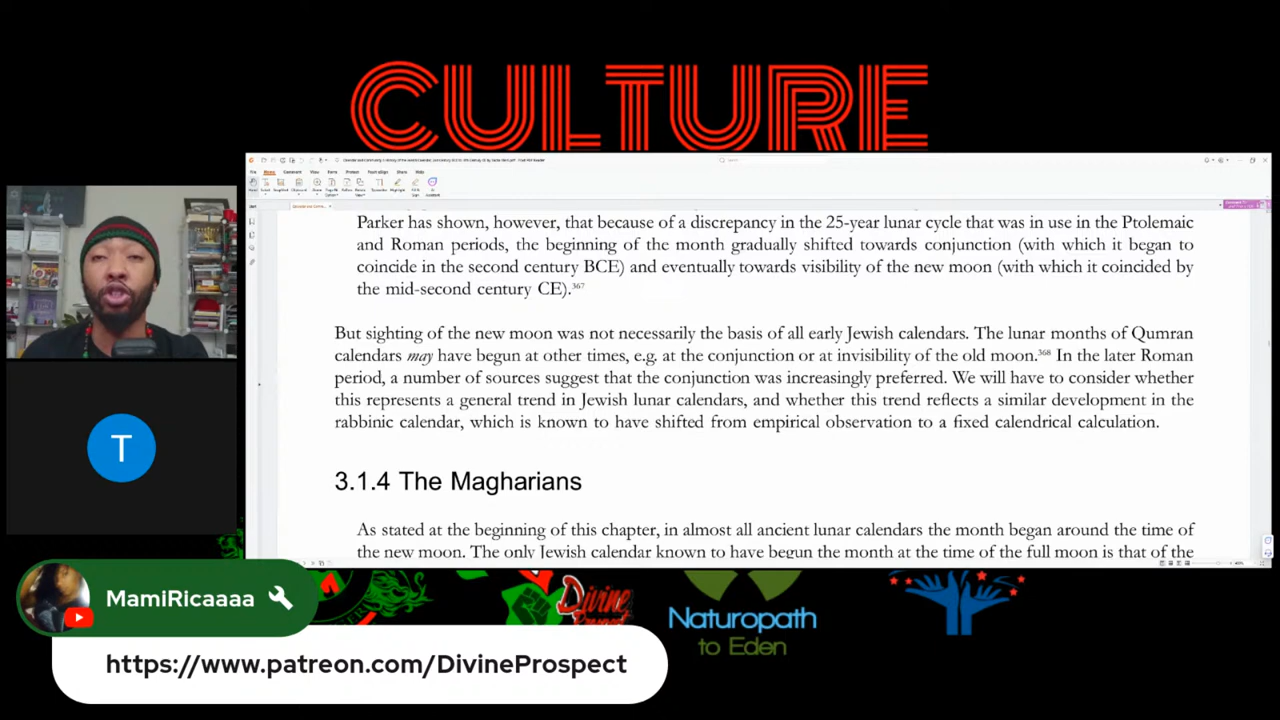 CULTURE
Parker has shown, however, that because of a discrepancy in the 25-year lunar cycle that was in use in the Ptolemaic
and Roman periods, the beginning of the month gradually shifted towards conjunction (with which it began to
coincide in the second century BCE) and eventually towards visibility of the new moon (with which it coincided by
the mid-second century CE).³⁶⁷
But sighting of the new moon was not necessarily the basis of all early Jewish calendars. The lunar months of Qumran
calendars may have begun at other times, e.g. at the conjunction or at invisibility of the old moon.³⁶⁸ In the later Roman
period, a number of sources suggest that the conjunction was increasingly preferred. We will have to consider whether
this represents a general trend in Jewish lunar calendars, and whether this trend reflects a similar development in the
rabbinic calendar, which is known to have shifted from empirical observation to a fixed calendrical calculation.
3.1.4 The Magharians
As stated at the beginning of this chapter, in almost all ancient lunar calendars the month began around the time of
the new moon. The only Jewish calendar known to have begun the month at the time of the full moon is that of the
T
MamiRicaaaa
https://www.patreon.com/DivineProspect
Divine
Naturopath
to Eden